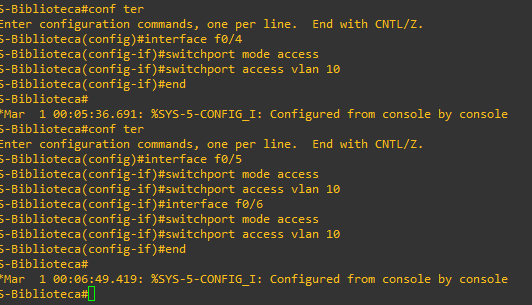 S-Biblioteca#conf ter
Enter configuration commands, one per line.  End with CNTL/Z.
S-Biblioteca(config)#interface f0/4
S-Biblioteca(config-if)#switchport mode access
S-Biblioteca(config-if)#switchport access vlan 10
S-Biblioteca(config-if)#end
S-Biblioteca#
*Mar  1 00:05:36.691: %SYS-5-CONFIG_I: Configured from console by console
S-Biblioteca#conf ter
Enter configuration commands, one per line.  End with CNTL/Z.
S-Biblioteca(config)#interface f0/5
S-Biblioteca(config-if)#switchport mode access
S-Biblioteca(config-if)#switchport access vlan 10
S-Biblioteca(config-if)#interface f0/6
S-Biblioteca(config-if)#switchport mode access
S-Biblioteca(config-if)#switchport access vlan 10
S-Biblioteca(config-if)#end
S-Biblioteca#
*Mar  1 00:06:49.419: %SYS-5-CONFIG_I: Configured from console by console
S-Biblioteca#